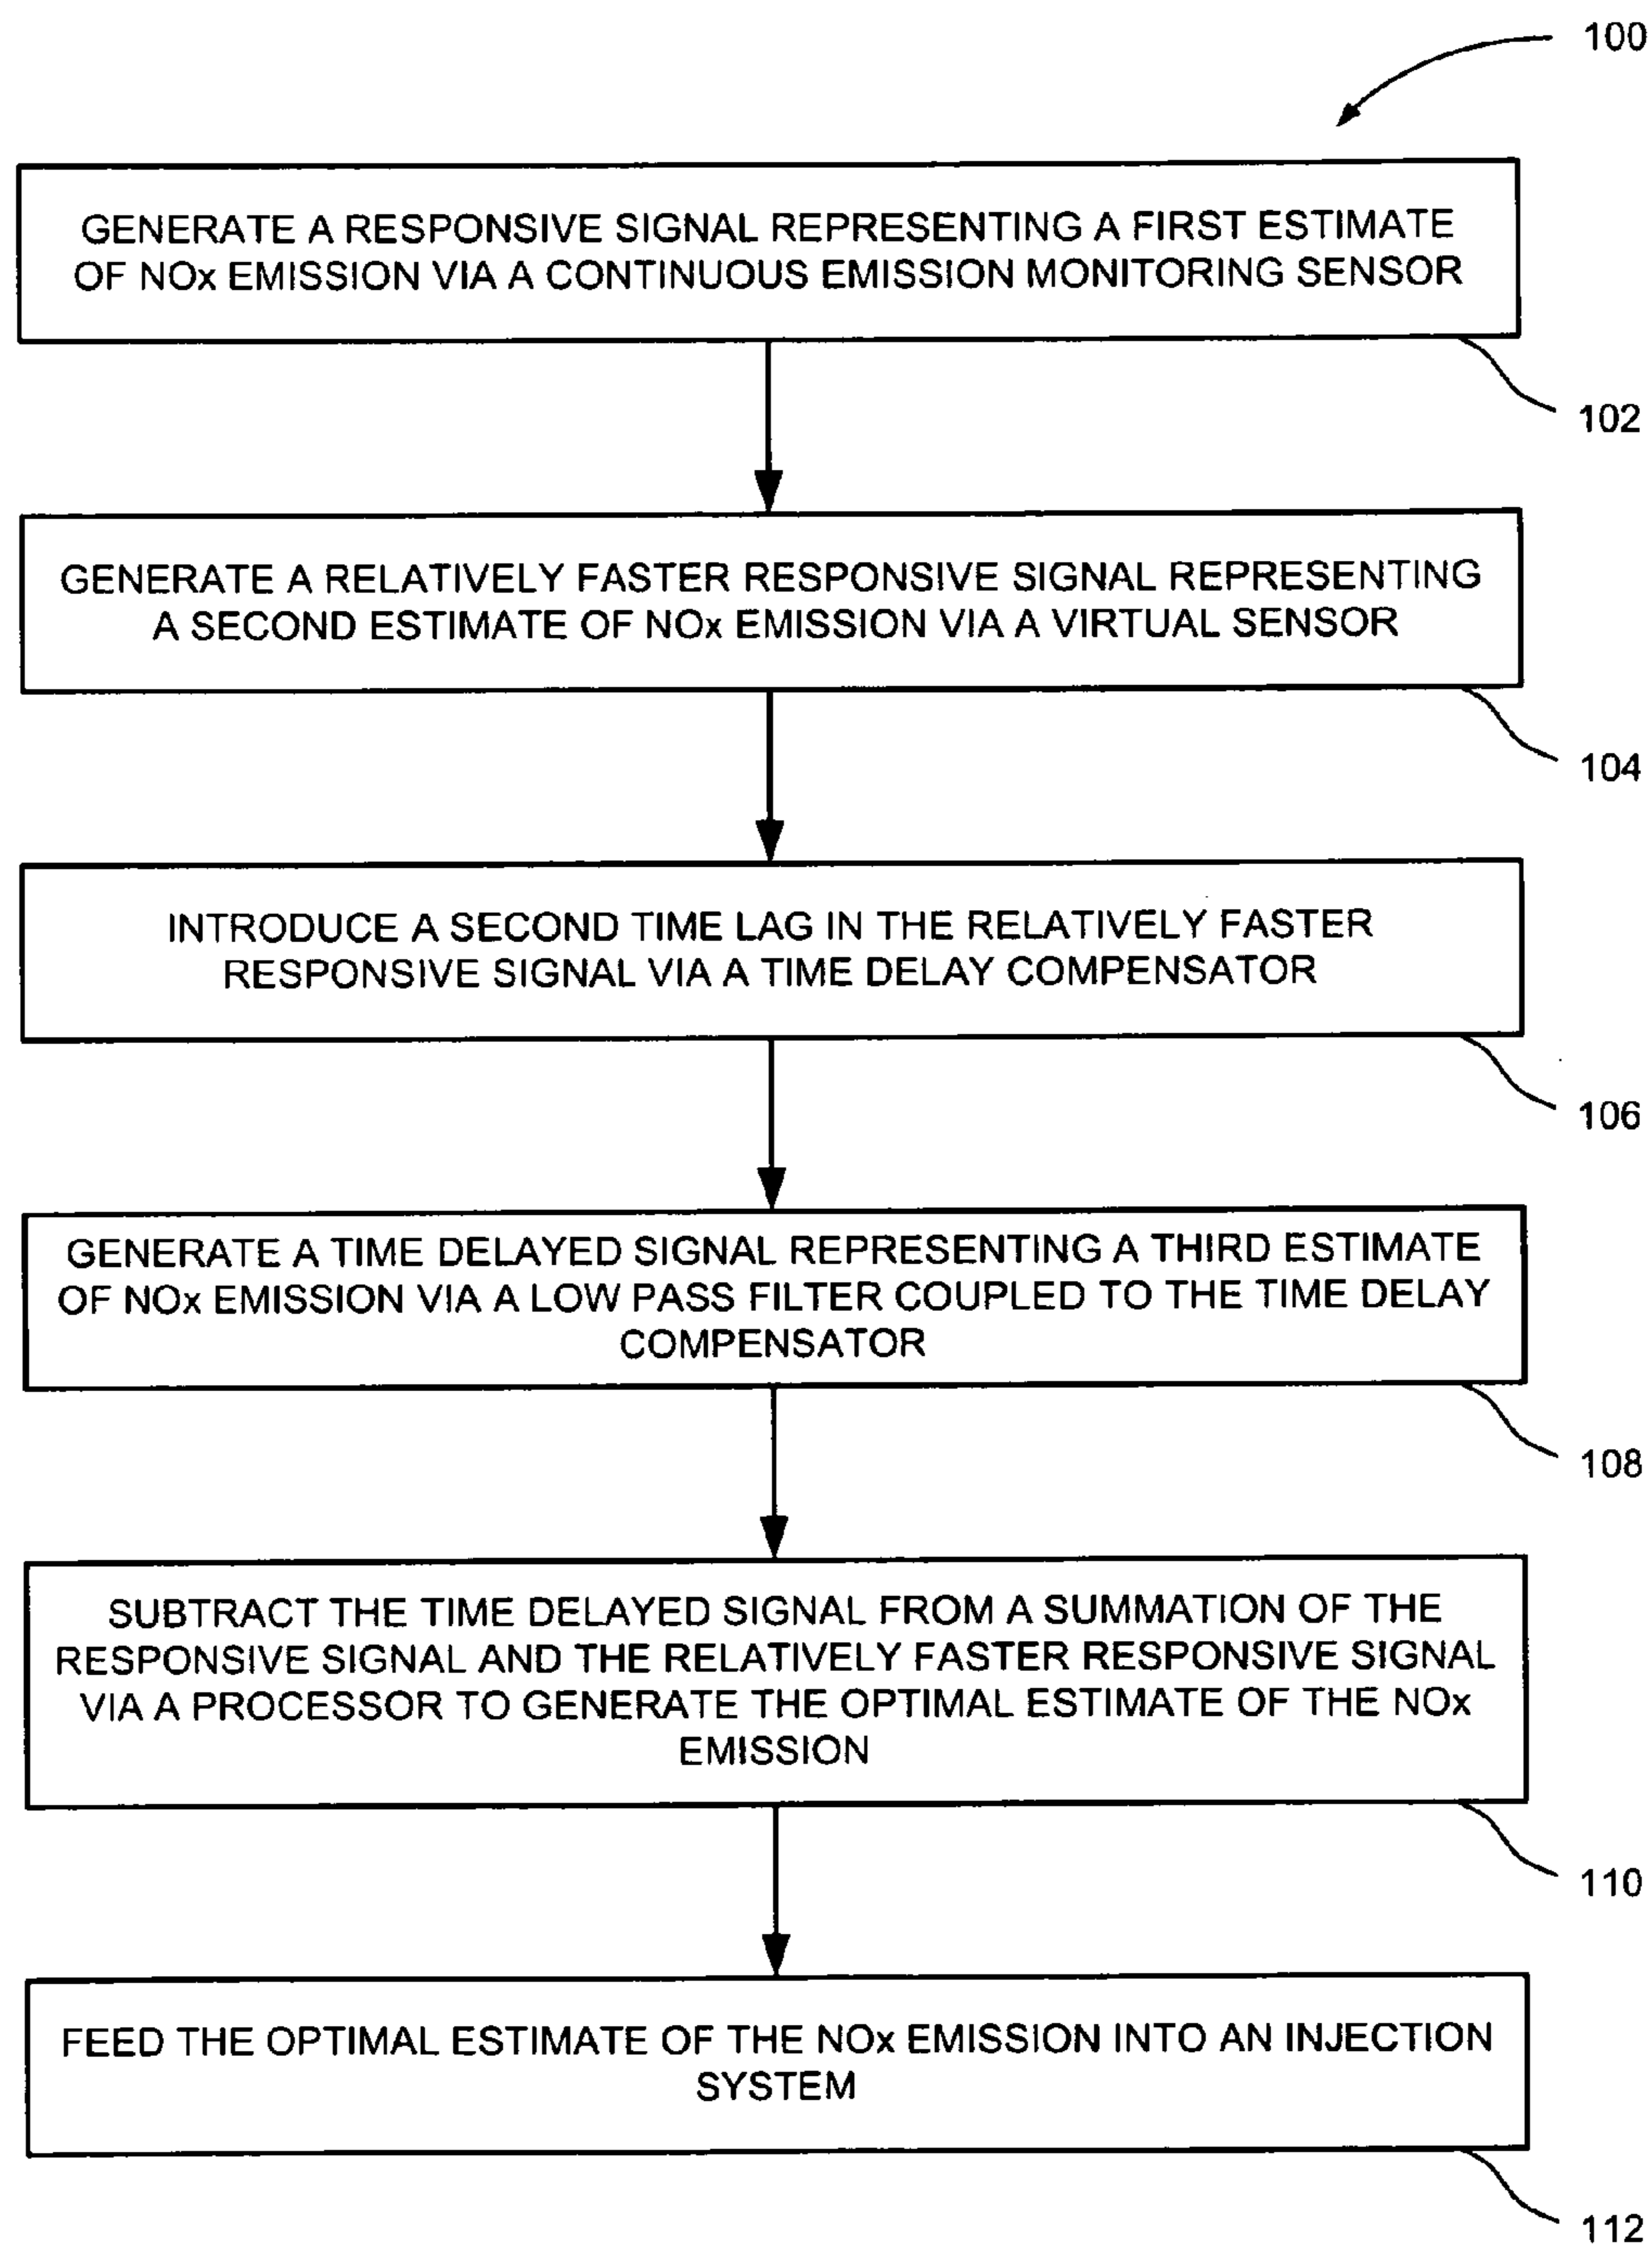 100
GENERATE A RESPONSIVE SIGNAL REPRESENTING A FIRST ESTIMATE
OF NOx EMISSION VIA A CONTINUOUS EMISSION MONITORING SENSOR
102
GENERATE A RELATIVELY FASTER RESPONSIVE SIGNAL REPRESENTING
A SECOND ESTIMATE OF NOx EMISSION VIA A VIRTUAL SENSOR
104
INTRODUCE A SECOND TIME LAG IN THE RELATIVELY FASTER
RESPONSIVE SIGNAL VIA A TIME DELAY COMPENSATOR
106
GENERATE A TIME DELAYED SIGNAL REPRESENTING A THIRD ESTIMATE
OF NOx EMISSION VIA A LOW PASS FILTER COUPLED TO THE TIME DELAY
COMPENSATOR
108
SUBTRACT THE TIME DELAYED SIGNAL FROM A SUMMATION OF THE
RESPONSIVE SIGNAL AND THE RELATIVELY FASTER RESPONSIVE SIGNAL
VIA A PROCESSOR TO GENERATE THE OPTIMAL ESTIMATE OF THE NOx
EMISSION
110
FEED THE OPTIMAL ESTIMATE OF THE NOx EMISSION INTO AN INJECTION
SYSTEM
112